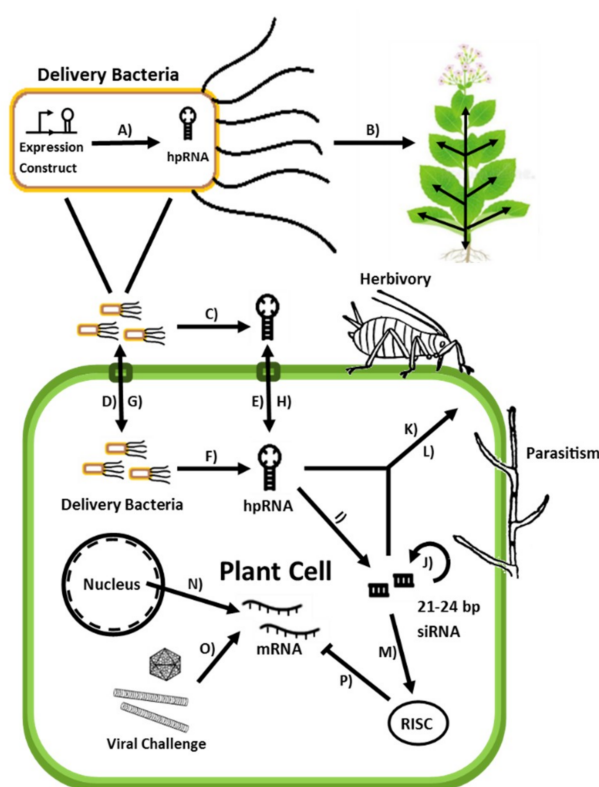 Delivery Bacteria
A)
B)
Expression
Construct
hpRNA
Herbivory
C)
D) G)
E) H)
K)
L)
Parasitism
F)
Delivery Bacteria
hpRNA
I)
J)
Nucleus
N)
Plant Cell
21-24 bp
siRNA
mRNA
O)
M)
P)
RISC
Viral Challenge